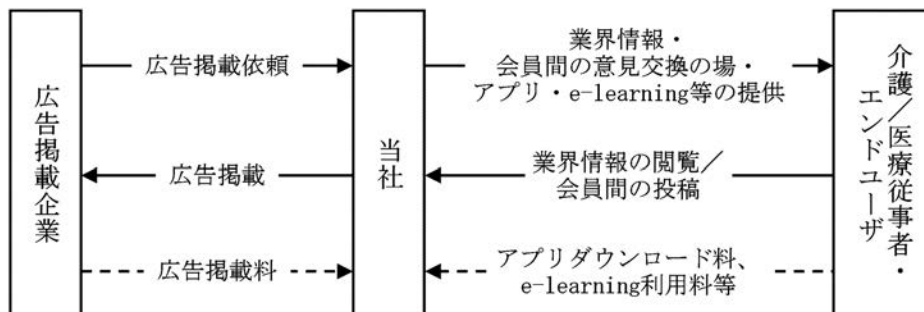 広告掲載企業
広告掲載依頼
広告掲載
広告掲載料
当社
業界情報・
会員間の意見交換の場・
アプリ・e-learning等の提供
業界情報の閲覧／
会員間の投稿
アプリダウンロード料、
e-learning利用料等
介護／医療従事者・
エンドユーザ